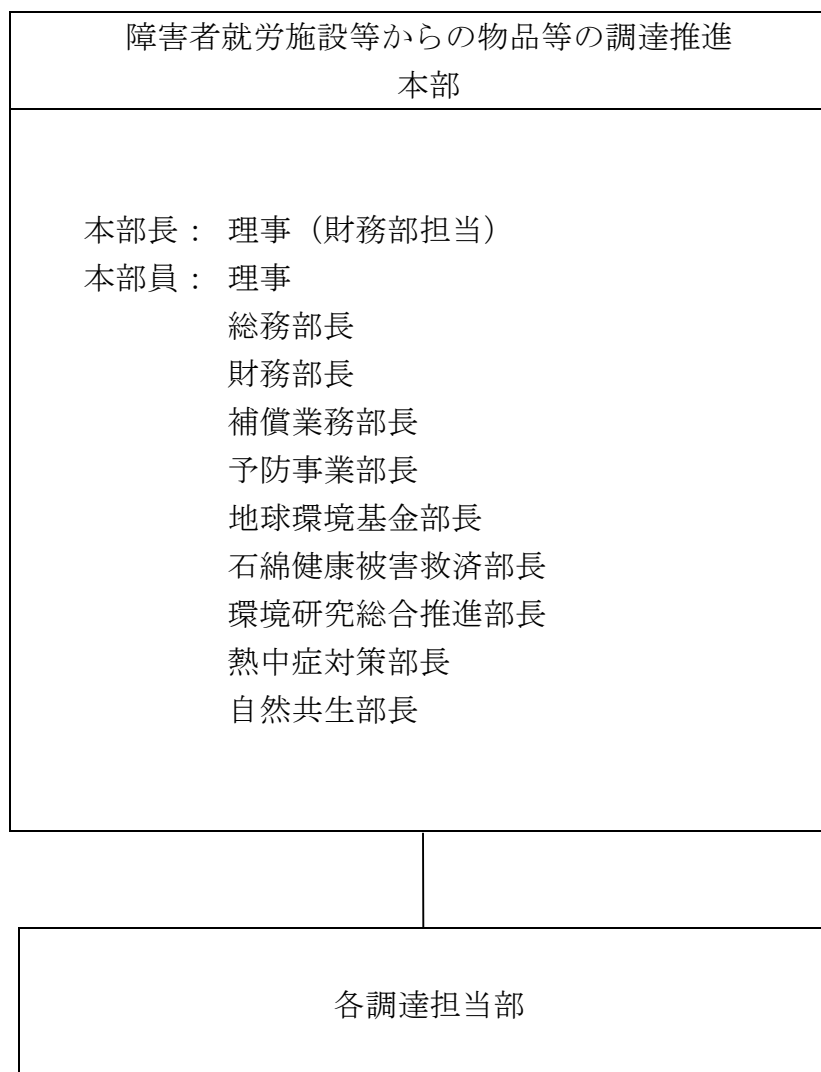 障害者就労施設等からの物品等の調達推進
本部
本部長： 理事（財務部担当）
本部員： 理事
総務部長
財務部長
補償業務部長
予防事業部長
地球環境基金部長
石綿健康被害救済部長
環境研究総合推進部長
熱中症対策部長
自然共生部長
各調達担当部